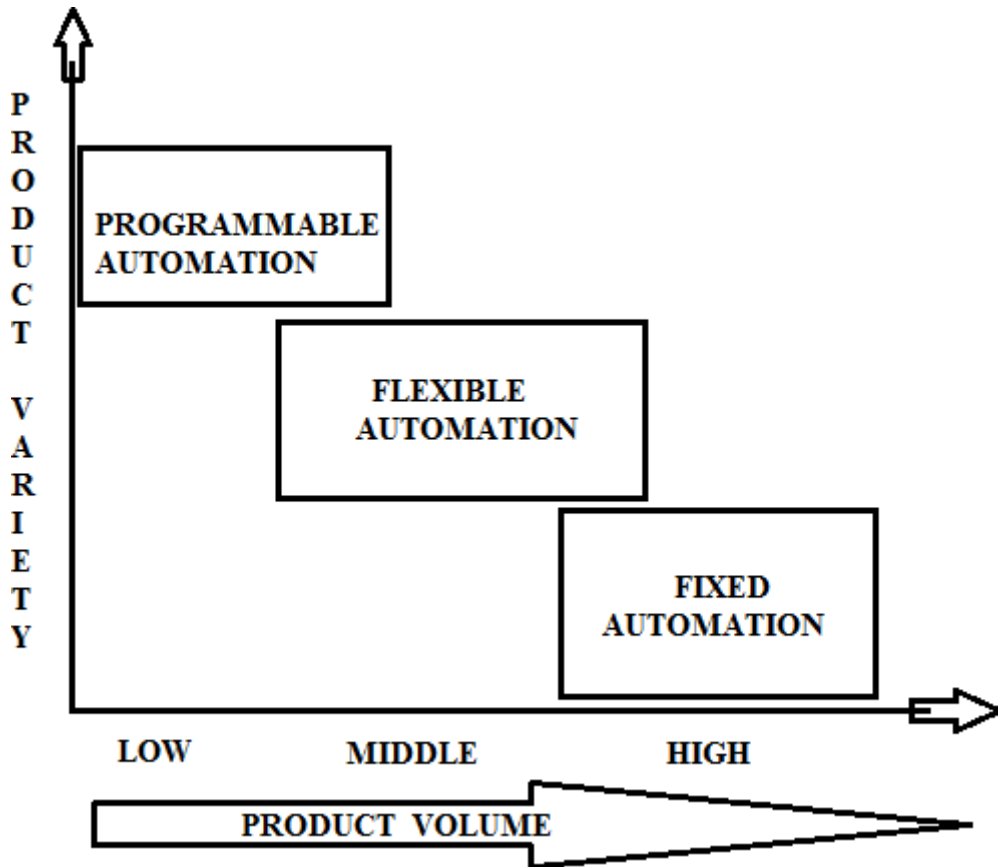 PRODUCT VARIETY
PROGRAMMABLE
AUTOMATION
FLEXIBLE
AUTOMATION
FIXED
AUTOMATION
LOW MIDDLE HIGH
PRODUCT VOLUME